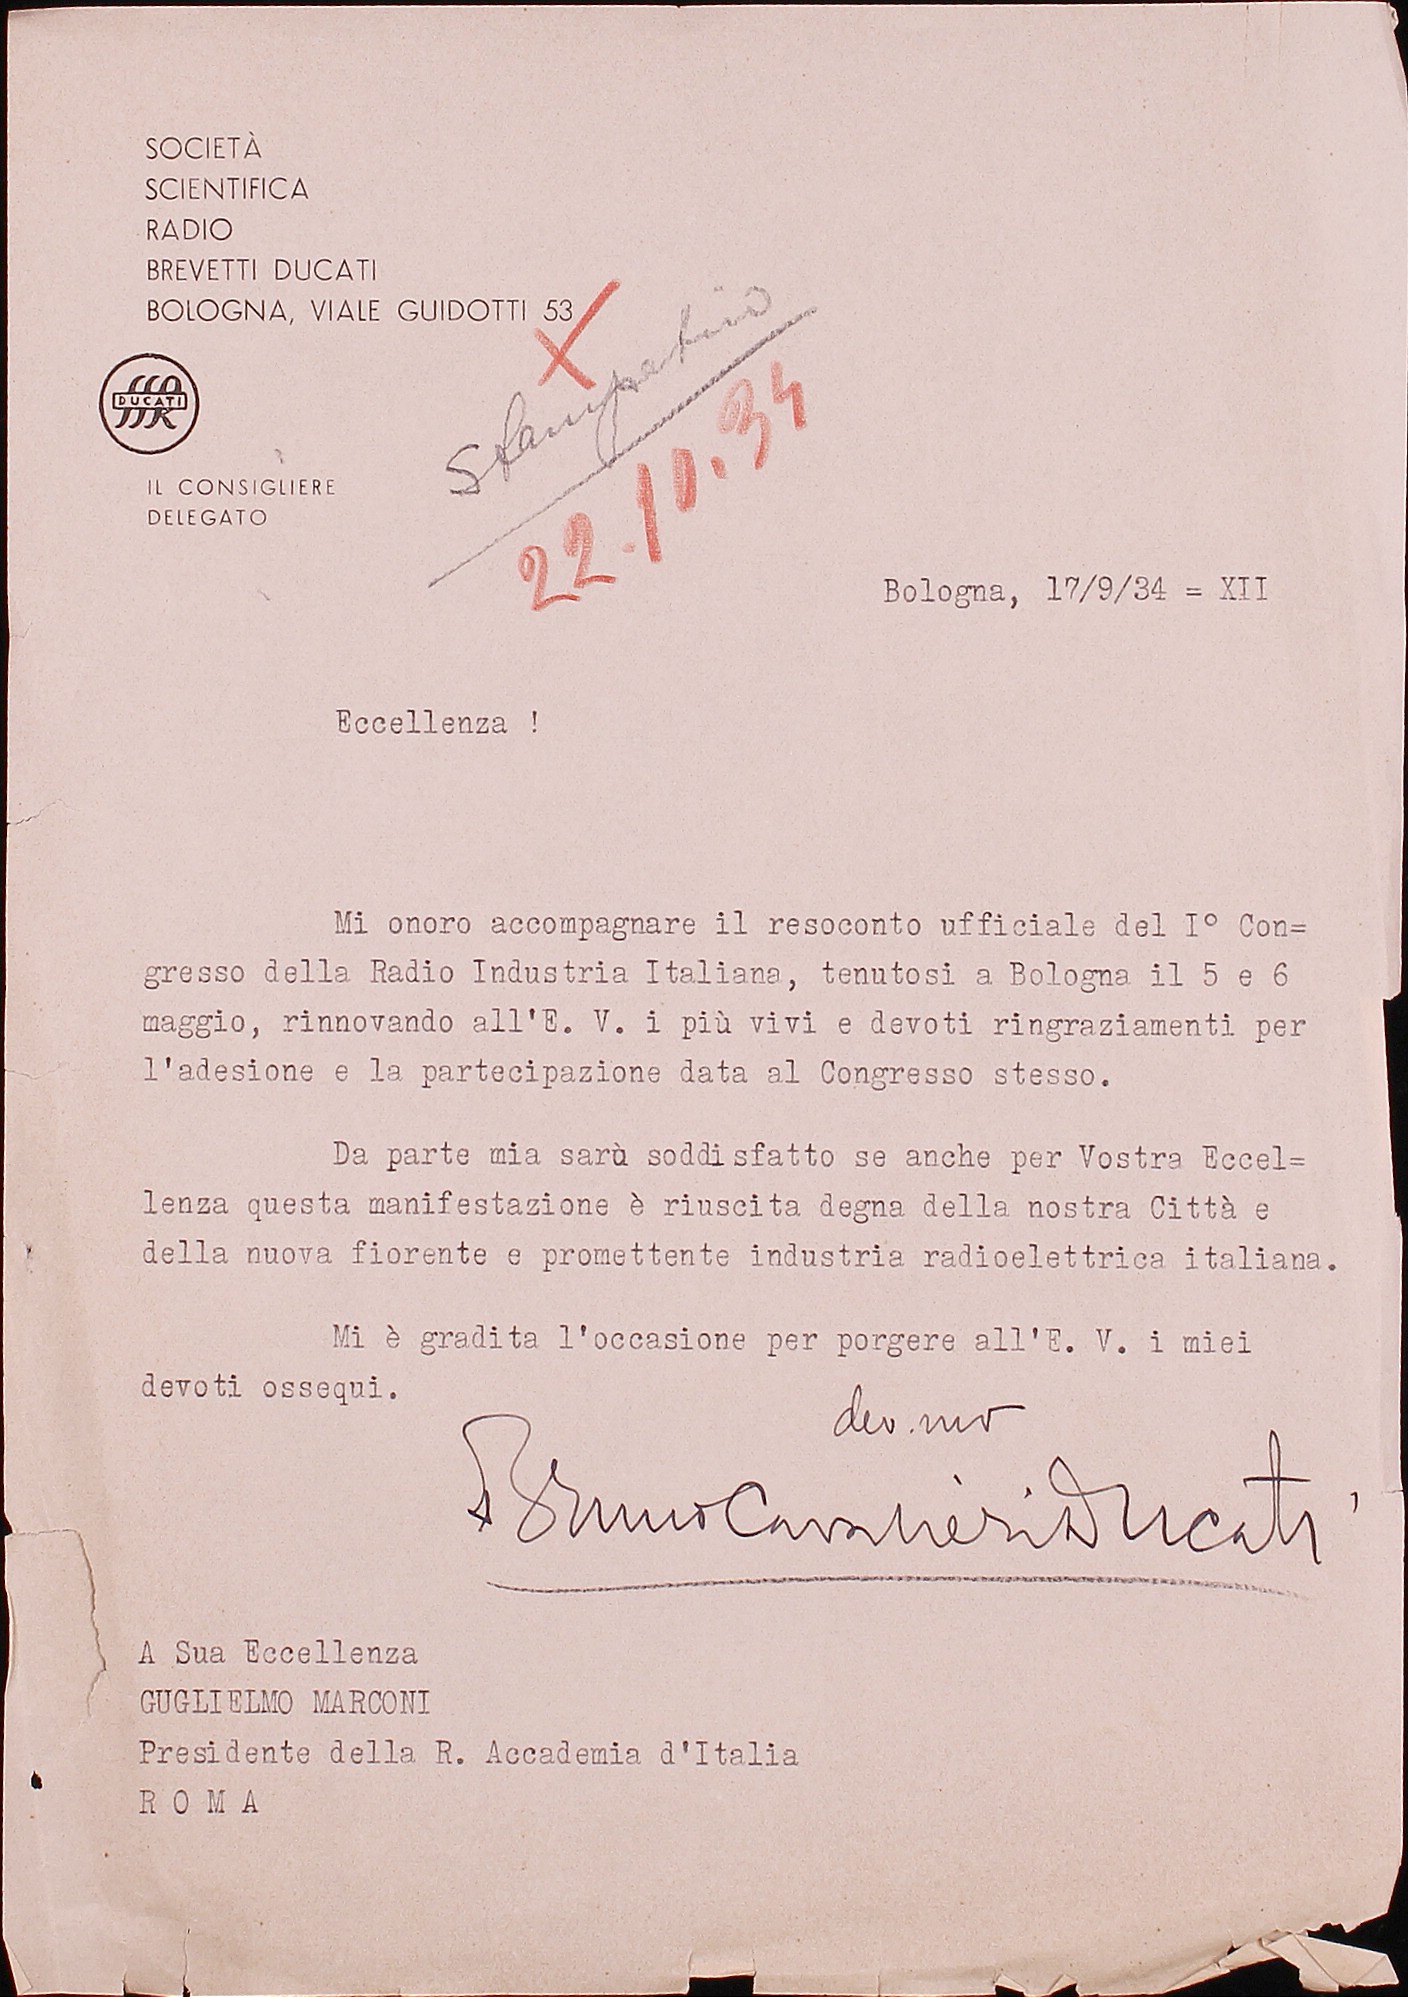 SOCIETÀ
SCIENTIFICA
RADIO
BREVETTI DUCATI
BOLOGNA, VIALE GUIDOTTI 53
X
Stampatino
22.10.34
SSR
DUCATI
IL CONSIGLIERE
DELEGATO
Bologna, 17/9/34 = XII
Eccellenza !
Mi onoro accompagnare il resoconto ufficiale del I° Con=
gresso della Radio Industria Italiana, tenutosi a Bologna il 5 e 6
maggio, rinnovando all'E. V. i più vivi e devoti ringraziamenti per
l'adesione e la partecipazione data al Congresso stesso.
Da parte mia sarù soddisfatto se anche per Vostra Eccel=
lenza questa manifestazione è riuscita degna della nostra Città e
della nuova fiorente e promettente industria radioelettrica italiana.
Mi è gradita l'occasione per porgere all'E. V. i miei
devoti ossequi.
dev.mo
Bruno Cavalieri Ducati
A Sua Eccellenza
GUGLIELMO MARCONI
Presidente della R. Accademia d'Italia
R O M A